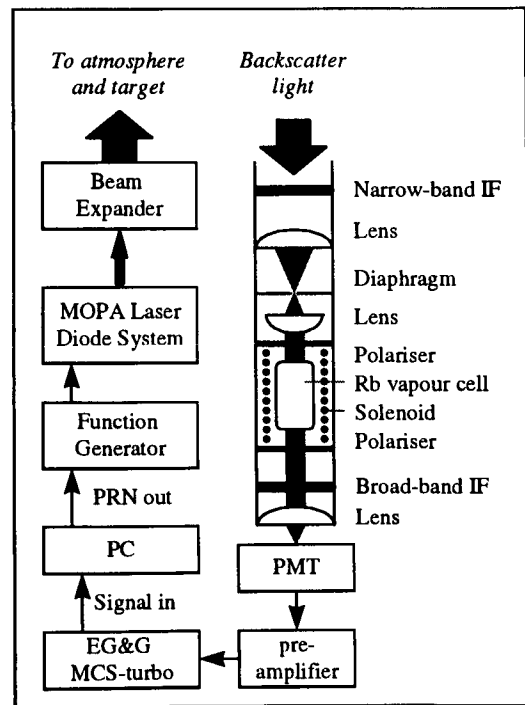 To atmosphere
and target
Backscatter
light
Beam
Expander
MOPA Laser
Diode System
Function
Generator
PRN out
PC
Signal in
EG&G
MCS-turbo
Narrow-band IF
Lens
Diaphragm
Lens
Polariser
Rb vapour cell
Solenoid
Polariser
Broad-band IF
Lens
PMT
pre-
amplifier